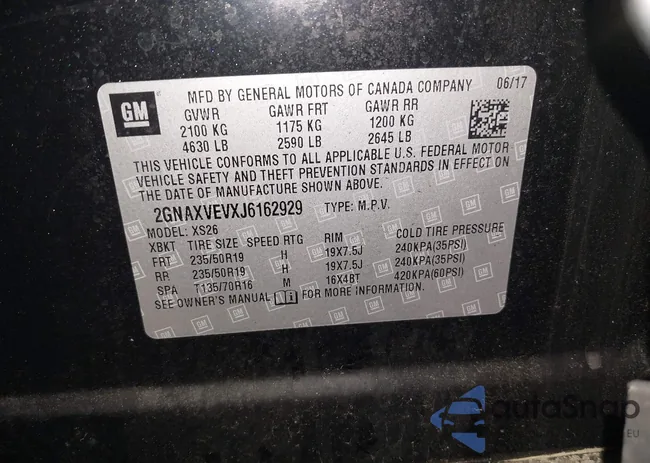 MFD BY GENERAL MOTORS OF CANADA COMPANY 06/17
GM
GVWR GAWR FRT GAWR RR
2100 KG 1175 KG 1200 KG
4630 LB 2590 LB 2645 LB
THIS VEHICLE CONFORMS TO ALL APPLICABLE U.S. FEDERAL MOTOR
VEHICLE SAFETY AND THEFT PREVENTION STANDARDS IN EFFECT ON
THE DATE OF MANUFACTURE SHOWN ABOVE.
2GNAXVEVXJ6162929 TYPE: M.P.V.
MODEL: XS26
XBKT TIRE SIZE SPEED RTG RIM COLD TIRE PRESSURE
FRT 235/50R19 H 19X7.5J 240KPA(35PSI)
RR 235/50R19 H 19X7.5J 240KPA(35PSI)
SPA T135/70R16 M 16X4BT 420KPA(60PSI)
SEE OWNER'S MANUAL FOR MORE INFORMATION.
autoSnap
EU